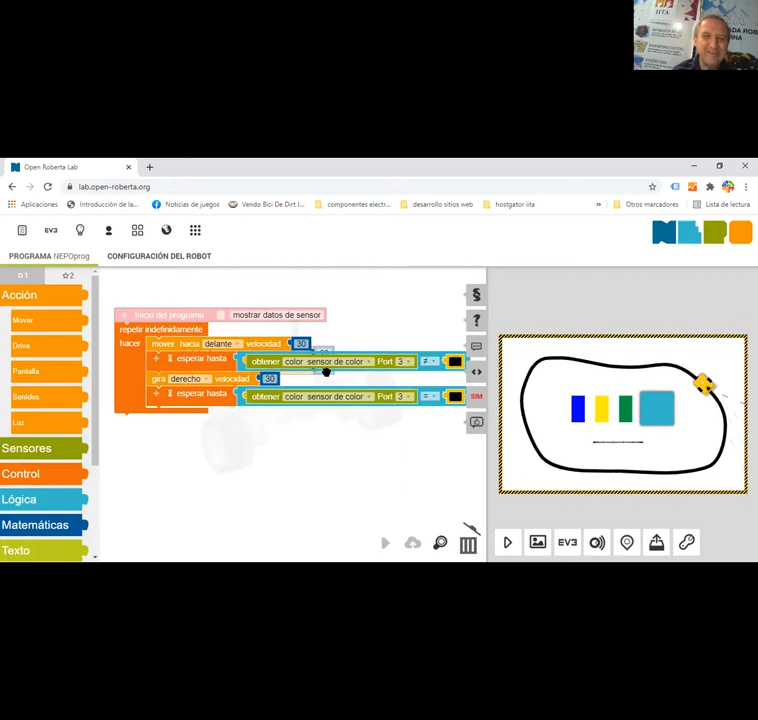 IITA
Open Roberta Lab
lab.open-roberta.org
Aplicaciones
Introducción de la...
Noticias de juegos
Vendo Bici De Dirt J...
componentes electr...
desarrollo sitios web
hostgator iita
»
Otros marcadores
Lista de lectura
EV3
PROGRAMA NEPOprog
CONFIGURACIÓN DEL ROBOT
1
2
Acción
Mover
Drive
Pantalla
Sonidos
Luz
Sensores
Control
Lógica
Matemáticas
Texto
Inicio del programa mostrar datos de sensor
repetir indefinidamente
hacer mover hacia delante velocidad 30
+ esperar hasta obtener color sensor de color Port 3 ≠
gira derecho velocidad 30
+ esperar hasta obtener color sensor de color Port 3 =
§
?
< >
SIM
EV3